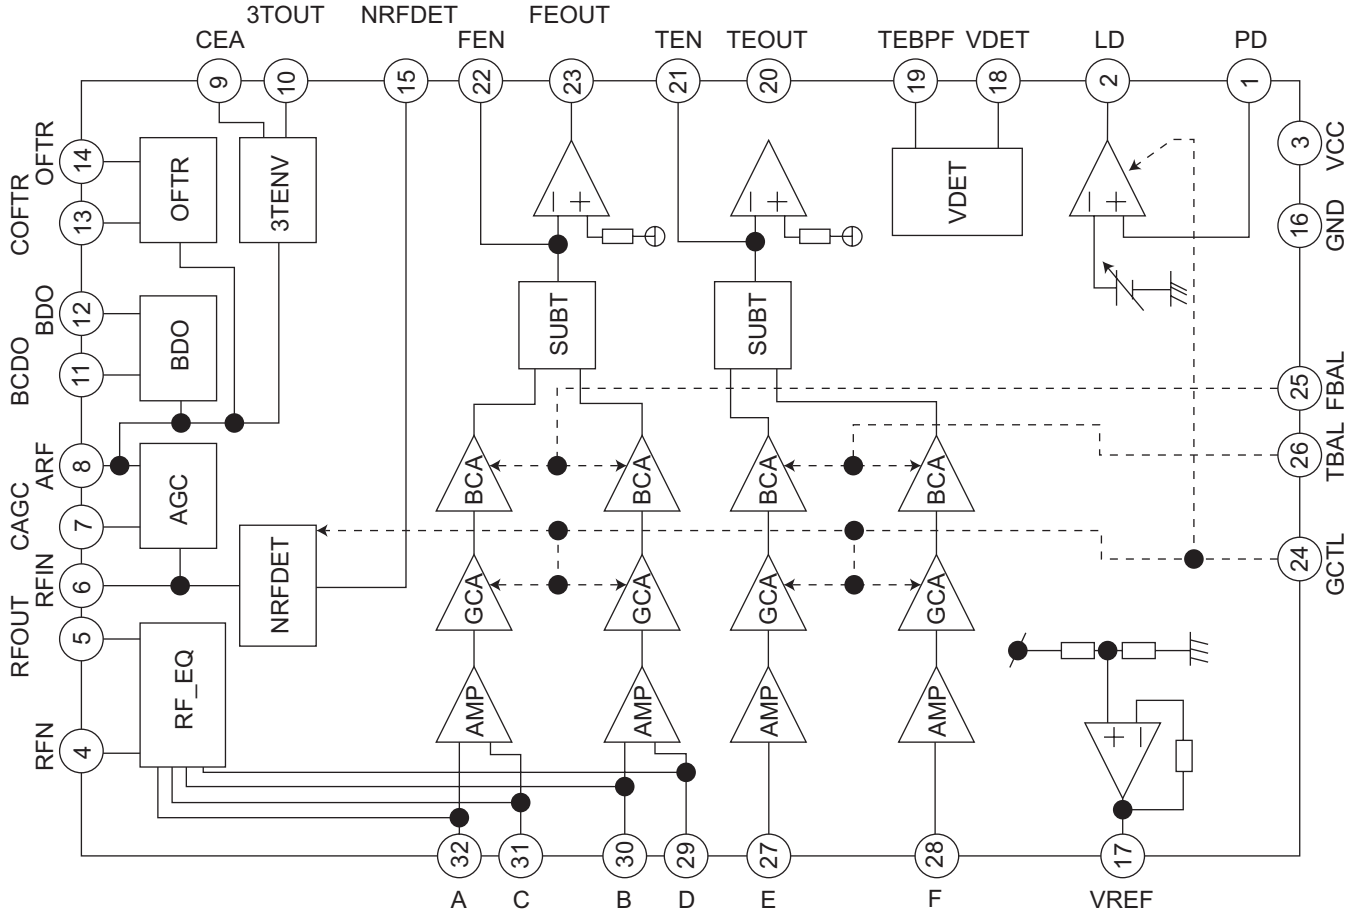 3TOUT NRFDET FEOUT
CEA FEN TEN TEOUT TEBPF VDET LD PD
9 10 15 22 23 21 20 19 18 2 1
OFTR 14
COFTR 13
OFTR
3TENV
− +
− +
VDET
− +
3 VCC
16 GND
BDO 12
BCDO 11
BDO
SUBT
SUBT
25 FBAL
26 TBAL
ARF 8
CAGC 7
AGC
BCA
BCA
BCA
BCA
RFIN 6
NRFDET
GCA
GCA
GCA
GCA
24 GCTL
RFOUT 5
RFN 4
RF_EQ
AMP
AMP
AMP
AMP
+ −
32 31 30 29 27 28 17
A C B D E F VREF